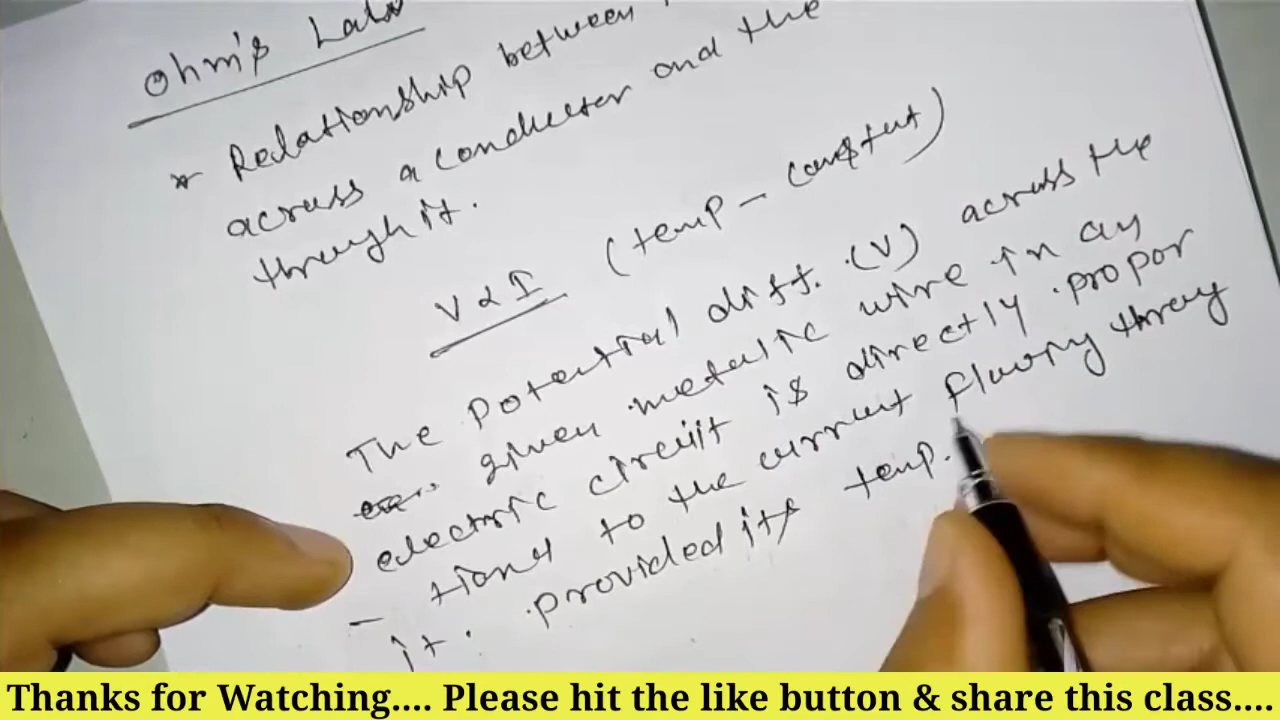 Ohm's Law
* Relationship between
across a conductor and the
through it.
V α I (temp - constant)
The potential diff. (V) across the
given metalic wire in any
electric circuit is directly propor
- tional to the current flowing through
it. provided its temp.
Thanks for Watching.... Please hit the like button & share this class....